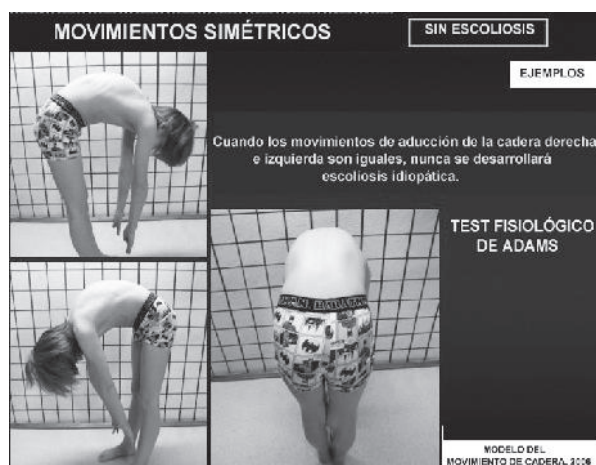 MOVIMIENTOS SIMÉTRICOS
SIN ESCOLIOSIS
EJEMPLOS
Cuando los movimientos de aducción de la cadera derecha
e izquierda son iguales, nunca se desarrollará
escoliosis idiopática.
TEST FISIOLÓGICO
DE ADAMS
MODELO DEL
MOVIMIENTO DE CADERA, 2006